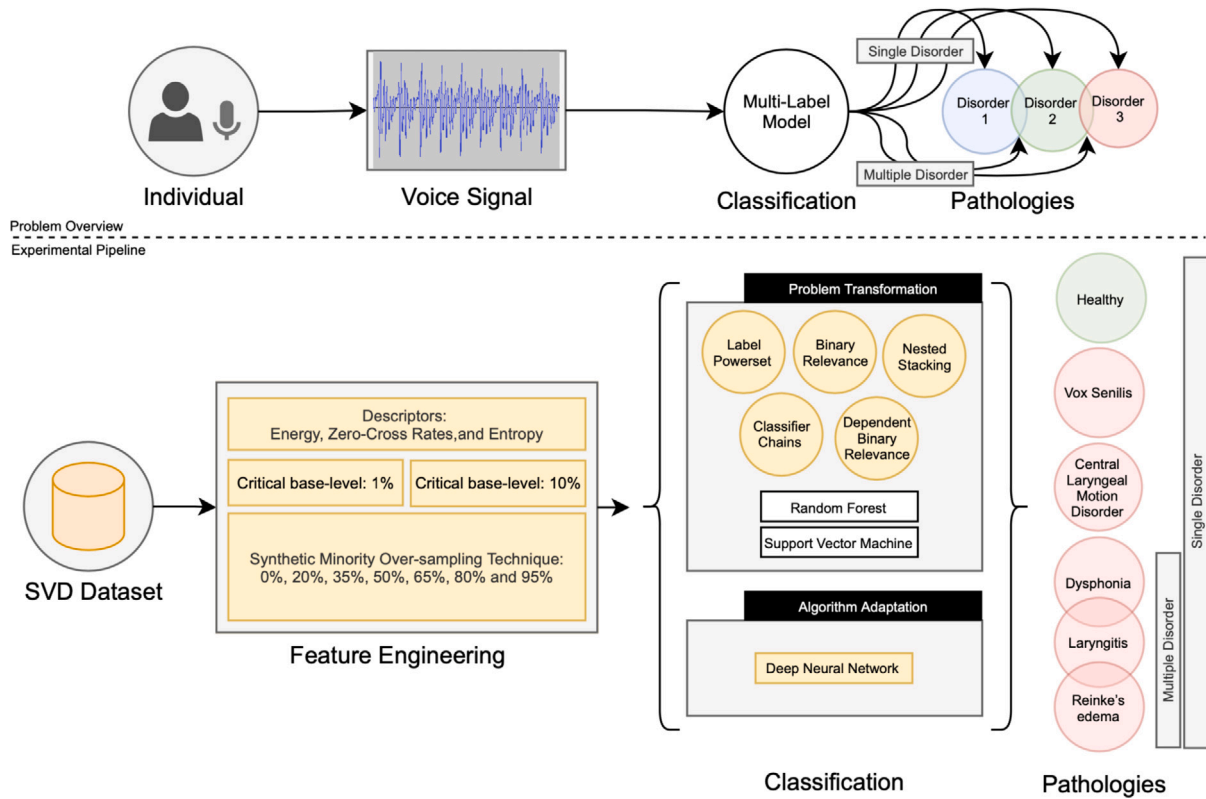 Single Disorder
Multi-Label
Model
Disorder
1
Disorder
2
Disorder
3
Multiple Disorder
Individual
Voice Signal
Classification
Pathologies
Problem Overview
Experimental Pipeline
SVD Dataset
Descriptors:
Energy, Zero-Cross Rates,and Entropy
Critical base-level: 1%
Critical base-level: 10%
Synthetic Minority Over-sampling Technique:
0%, 20%, 35%, 50%, 65%, 80% and 95%
Feature Engineering
Problem Transformation
Label
Powerset
Binary
Relevance
Nested
Stacking
Classifier
Chains
Dependent
Binary
Relevance
Random Forest
Support Vector Machine
Algorithm Adaptation
Deep Neural Network
Classification
Healthy
Vox Senilis
Central
Laryngeal
Motion
Disorder
Dysphonia
Laryngitis
Reinke's
edema
Multiple Disorder
Single Disorder
Pathologies